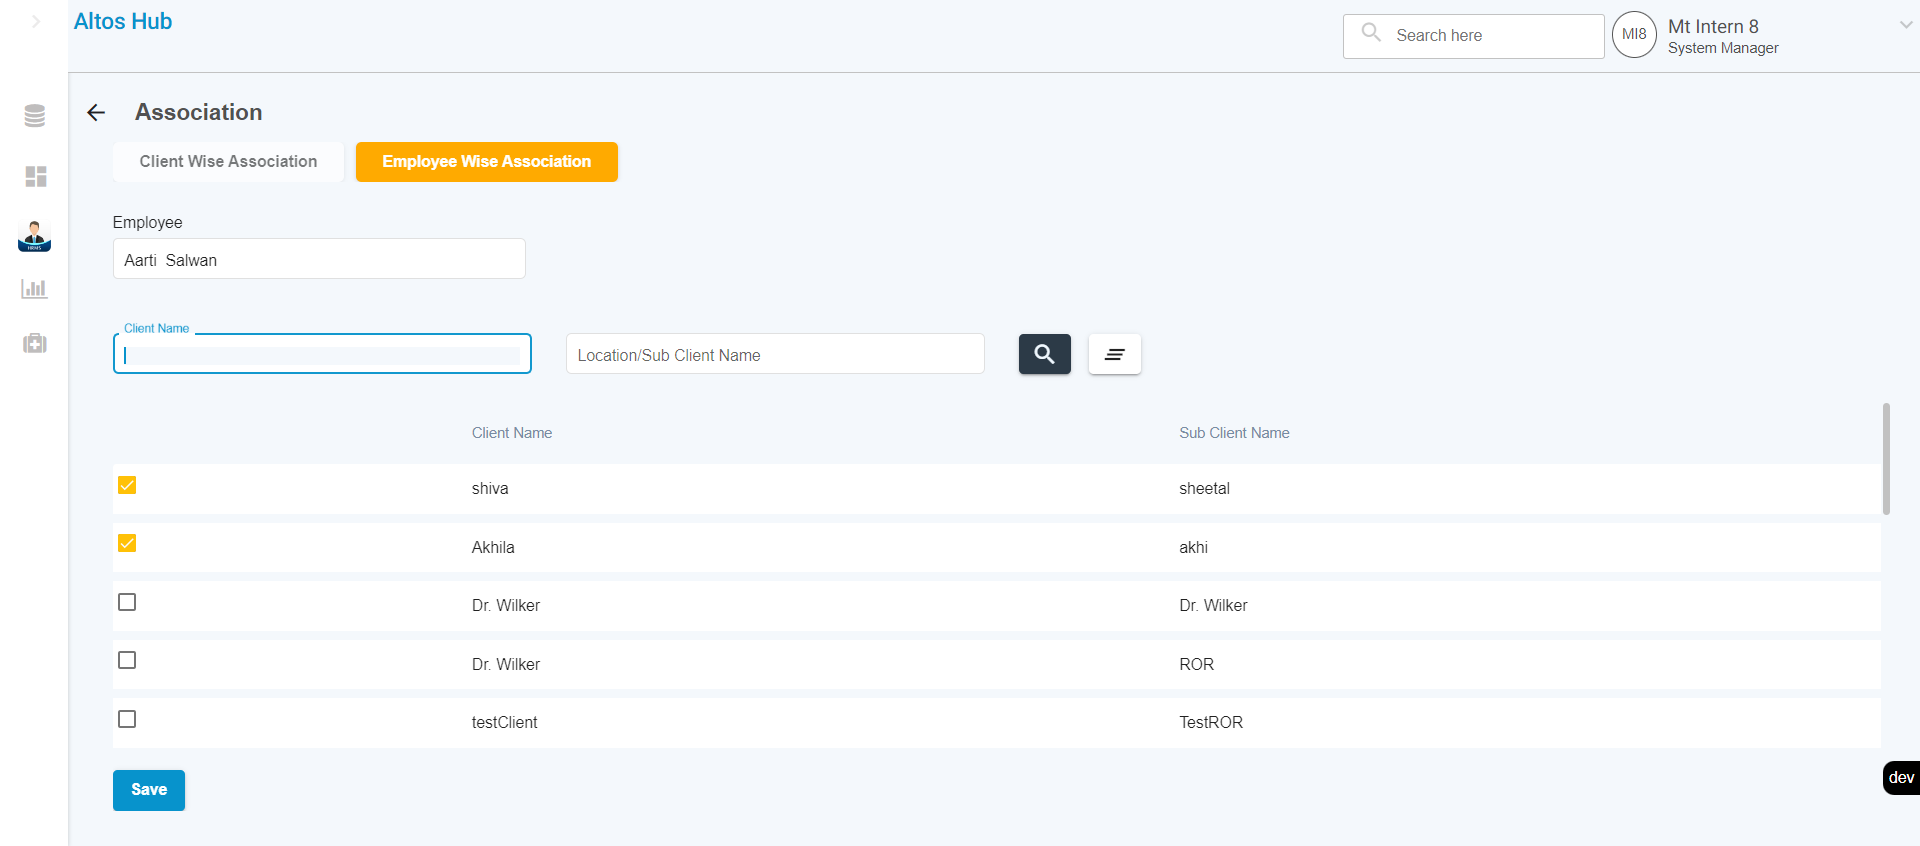 Altos Hub
Search here
MI8
Mt Intern 8
System Manager
Association
Client Wise Association
Employee Wise Association
HRMS
Employee
Aarti  Salwan
Client Name
Location/Sub Client Name
Client Name
Sub Client Name
shiva
sheetal
Akhila
akhi
Dr. Wilker
Dr. Wilker
Dr. Wilker
ROR
testClient
TestROR
Save
dev